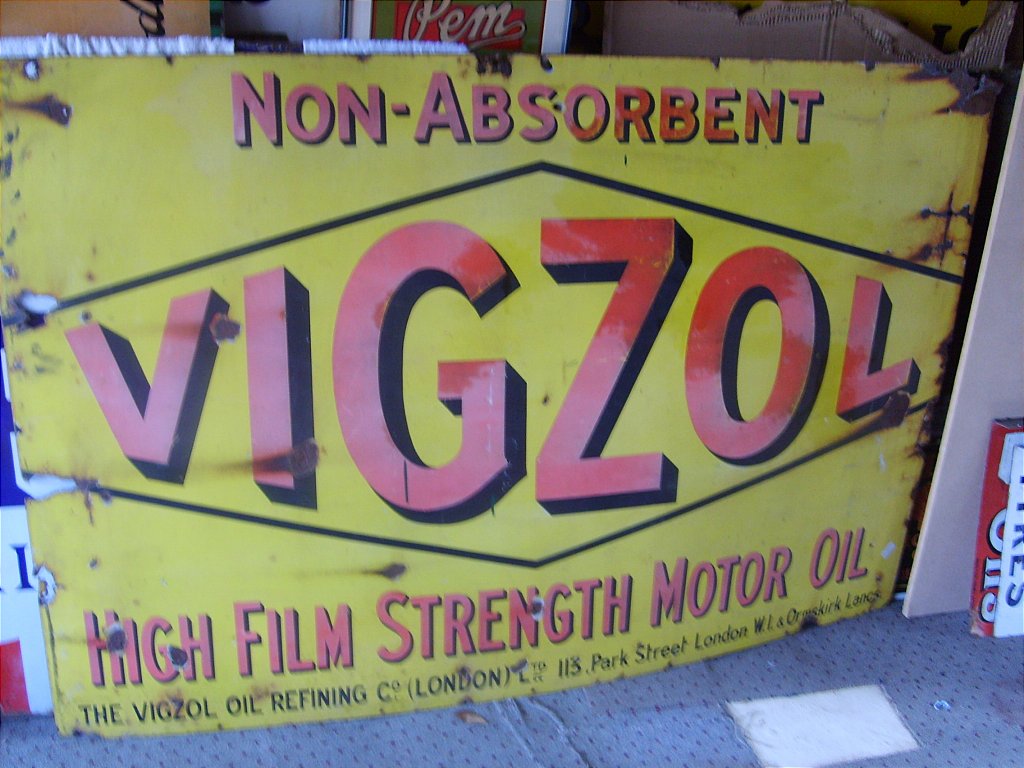 Pem
NON-ABSORBENT
VIGZOL
HIGH FILM STRENGTH MOTOR OIL
THE VIGZOL OIL REFINING Co. (LONDON) LTD 113, Park Street London W.1. & Ormskirk Lancs.